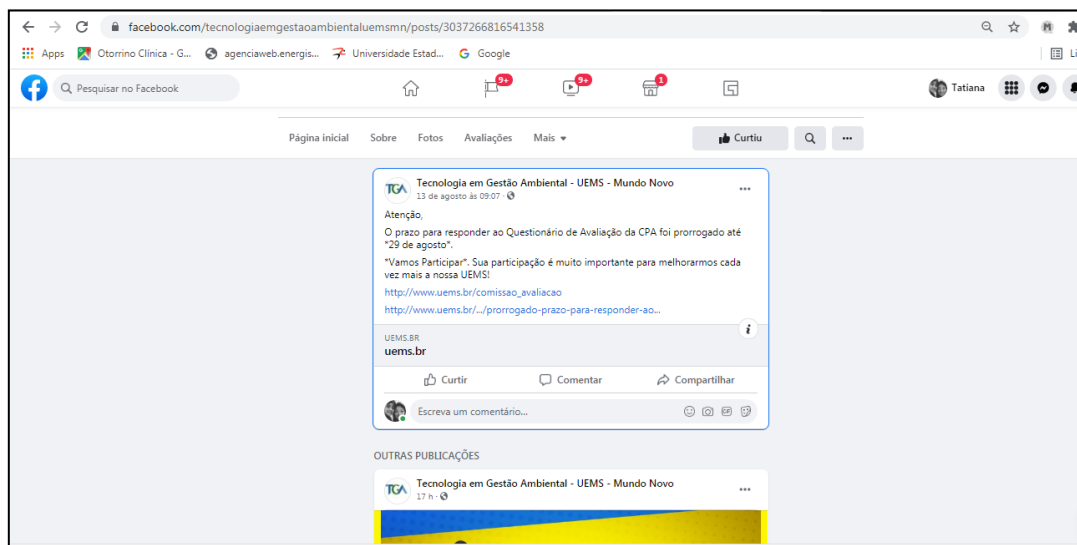 facebook.com/tecnologiaemgestaoambientaluemsmn/posts/3037266816541358
Apps Otorrino Clínica - G... agenciaweb.energis... Universidade Estad... G Google Li
Pesquisar no Facebook 9+ 9+ 1 Tatiana
Página inicial Sobre Fotos Avaliações Mais Curtiu
TGA Tecnologia em Gestão Ambiental - UEMS - Mundo Novo
13 de agosto às 09:07 ·
Atenção,
O prazo para responder ao Questionário de Avaliação da CPA foi prorrogado até
*29 de agosto*.
*Vamos Participar*. Sua participação é muito importante para melhorarmos cada
vez mais a nossa UEMS!
http://www.uems.br/comissao_avaliacao
http://www.uems.br/.../prorrogado-prazo-para-responder-ao...
UEMS.BR
uems.br
Curtir Comentar Compartilhar
Escreva um comentário... GIF
OUTRAS PUBLICAÇÕES
TGA Tecnologia em Gestão Ambiental - UEMS - Mundo Novo
17 h ·